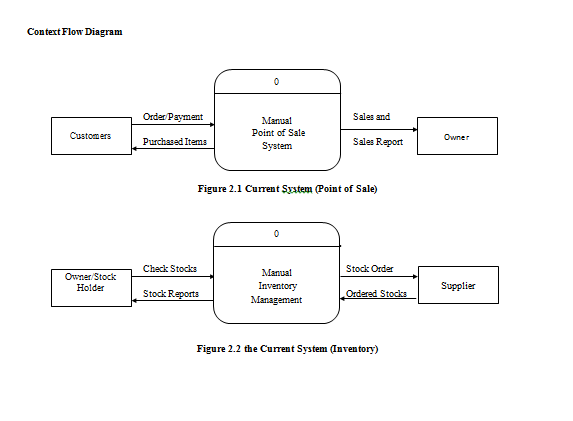 Context Flow Diagram
0
Order/Payment
Sales and
Manual
Point of Sale
System
Customers
Owner
Purchased Items
Sales Report
Figure 2.1 Current System (Point of Sale)
0
Check Stocks
Stock Order
Manual
Inventory
Management
Owner/Stock
Holder
Supplier
Stock Reports
Ordered Stocks
Figure 2.2 the Current System (Inventory)